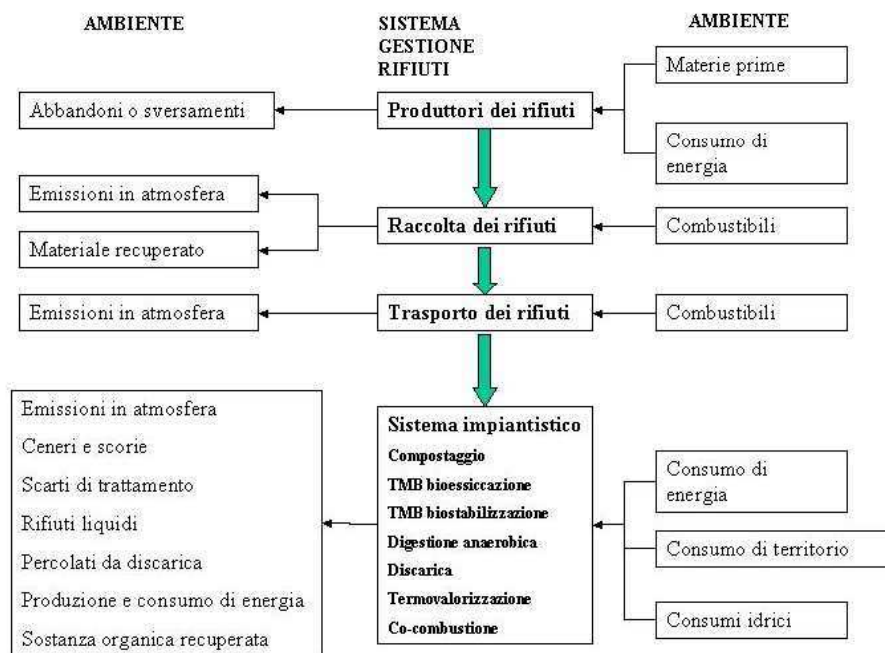 AMBIENTE
SISTEMA
GESTIONE
RIFIUTI
AMBIENTE
Materie prime
Abbandoni o sversamenti
Produttori dei rifiuti
Consumo di
energia
Emissioni in atmosfera
Raccolta dei rifiuti
Combustibili
Materiale recuperato
Emissioni in atmosfera
Trasporto dei rifiuti
Combustibili
Emissioni in atmosfera
Ceneri e scorie
Scarti di trattamento
Rifiuti liquidi
Percolati da discarica
Produzione e consumo di energia
Sostanza organica recuperata
Sistema impiantistico
Compostaggio
TMB bioessiccazione
TMB biostabilizzazione
Digestione anaerobica
Discarica
Termovalorizzazione
Co-combustione
Consumo di
energia
Consumo di territorio
Consumi idrici